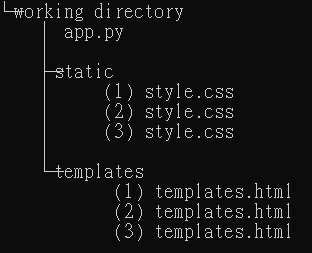 working directory
app.py
static
(1) style.css
(2) style.css
(3) style.css
templates
(1) templates.html
(2) templates.html
(3) templates.html